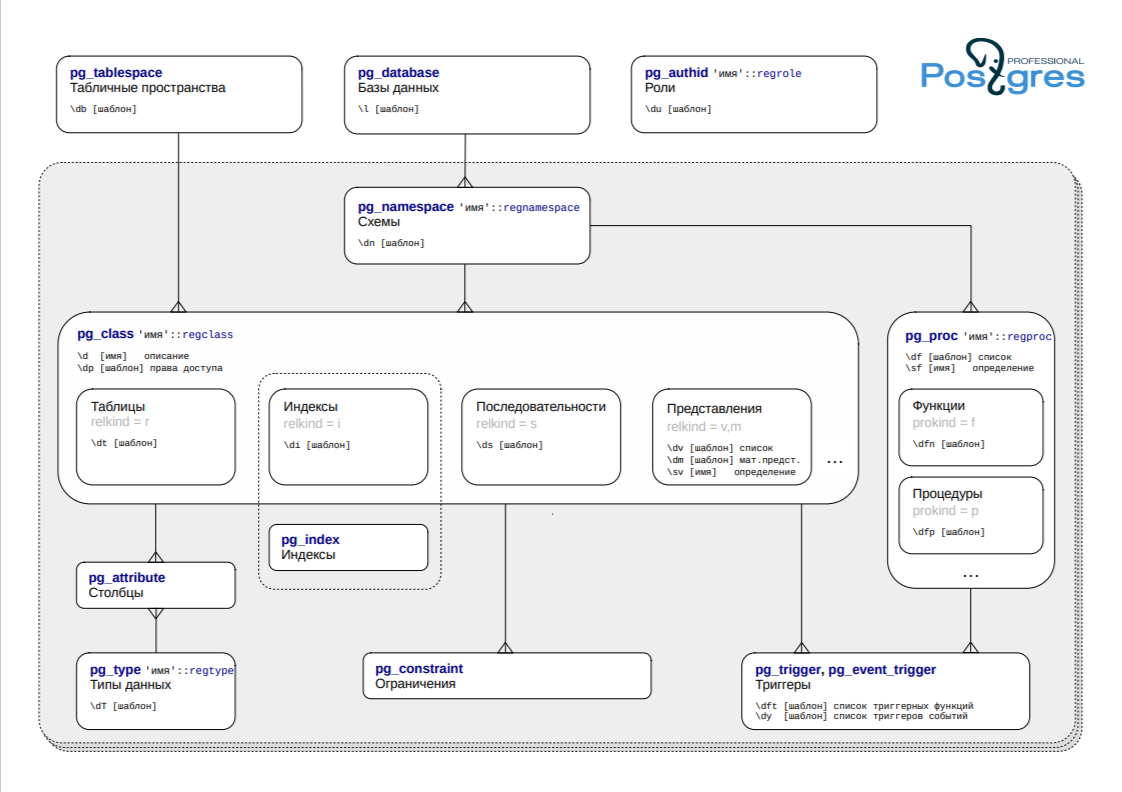 pg_tablespace
Табличные пространства
\db [шаблон]
pg_database
Базы данных
\l [шаблон]
pg_authid 'имя'::regrole
Роли
\du [шаблон]
PROFESSIONAL
Postgres
pg_namespace 'имя'::regnamespace
Схемы
\dn [шаблон]
pg_class 'имя'::regclass
\d [имя] описание
\dp [шаблон] права доступа
Таблицы
relkind = r
\dt [шаблон]
Индексы
relkind = i
\di [шаблон]
Последовательности
relkind = s
\ds [шаблон]
Представления
relkind = v,m
\dv [шаблон] список
\dm [шаблон] мат.предст.
\sv [имя] определение
...
pg_proc 'имя'::regproc
\df [шаблон] список
\sf [имя] определение
Функции
prokind = f
\dfn [шаблон]
Процедуры
prokind = p
\dfp [шаблон]
...
pg_index
Индексы
pg_attribute
Столбцы
pg_type 'имя'::regtype
Типы данных
\dT [шаблон]
pg_constraint
Ограничения
pg_trigger, pg_event_trigger
Триггеры
\dft [шаблон] список триггерных функций
\dy [шаблон] список триггеров событий